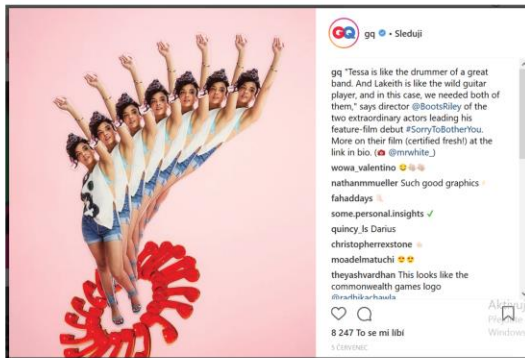 GQ gq • Sleduji
gq "Tessa is like the drummer of a great
band. And Lakeith is like the wild guitar
player, and in this case, we needed both of
them," says director @BootsRiley of the
two extraordinary actors leading his
feature-film debut #SorryToBotherYou.
More on their film (certified fresh!) at the
link in bio. (📷 @mrwhite_)
wowa_valentino
nathanmmueller Such good graphics
fahaddays
some.personal.insights ✓
quincy_ls Darius
christopherrexstone
moadelmatuchi 😍😍
theyashvardhan This looks like the
commonwealth games logo
@radhikachawla
8 247 To se mi líbí
5 ČERVENEC
Windows